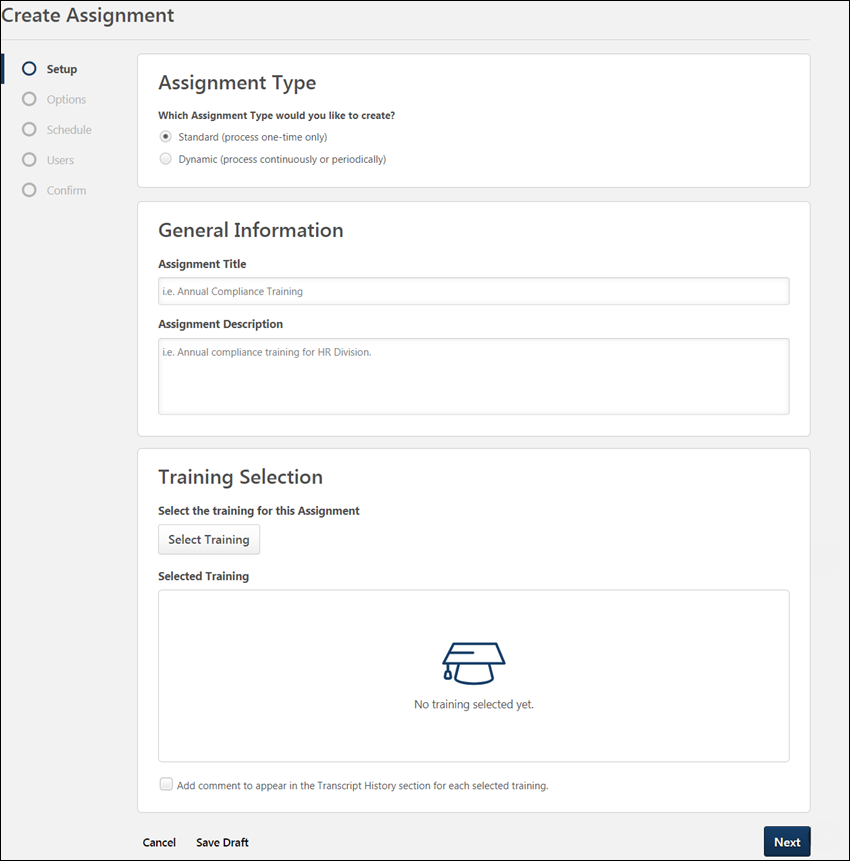 Create Assignment
Setup
Options
Schedule
Users
Confirm
Assignment Type
Which Assignment Type would you like to create?
Standard (process one-time only)
Dynamic (process continuously or periodically)
General Information
Assignment Title
i.e. Annual Compliance Training
Assignment Description
i.e. Annual compliance training for HR Division.
Training Selection
Select the training for this Assignment
Select Training
Selected Training
No training selected yet.
Add comment to appear in the Transcript History section for each selected training.
Cancel
Save Draft
Next